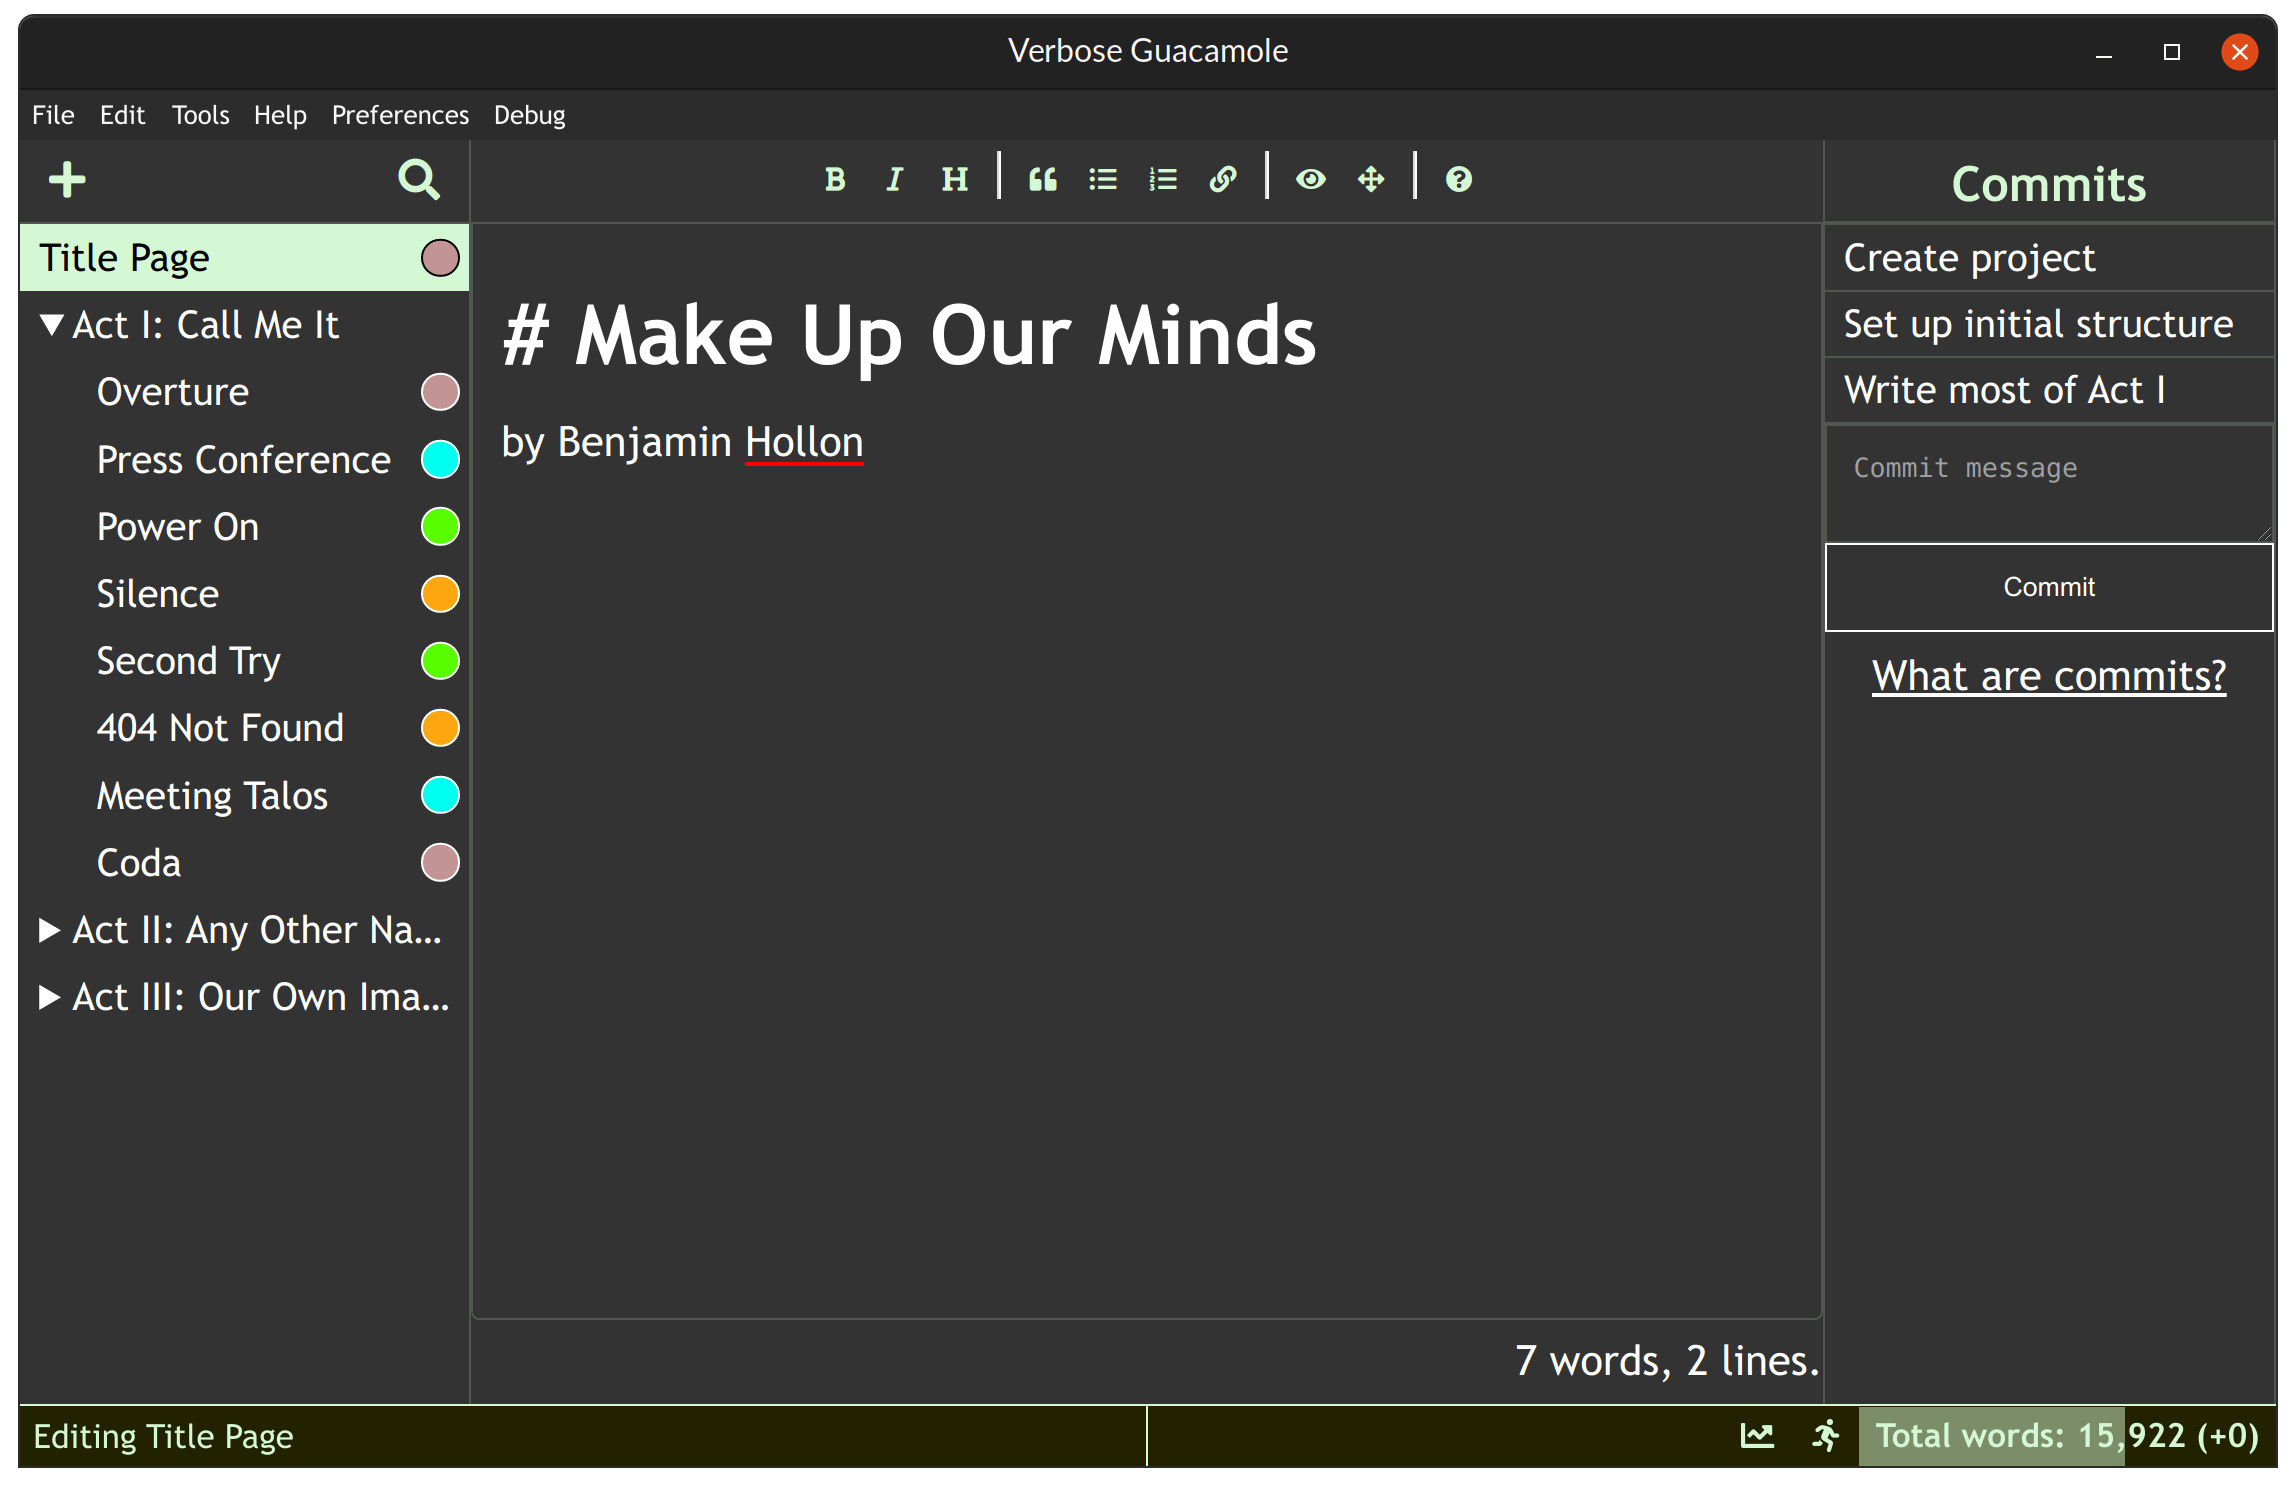 Verbose Guacamole
File Edit Tools Help Preferences Debug
B I H
Commits
Title Page
Act I: Call Me It
Overture
Press Conference
Power On
Silence
Second Try
404 Not Found
Meeting Talos
Coda
Act II: Any Other Na...
Act III: Our Own Ima...
# Make Up Our Minds
by Benjamin Hollon
7 words, 2 lines.
Create project
Set up initial structure
Write most of Act I
Commit message
Commit
What are commits?
Editing Title Page
Total words: 15,922 (+0)